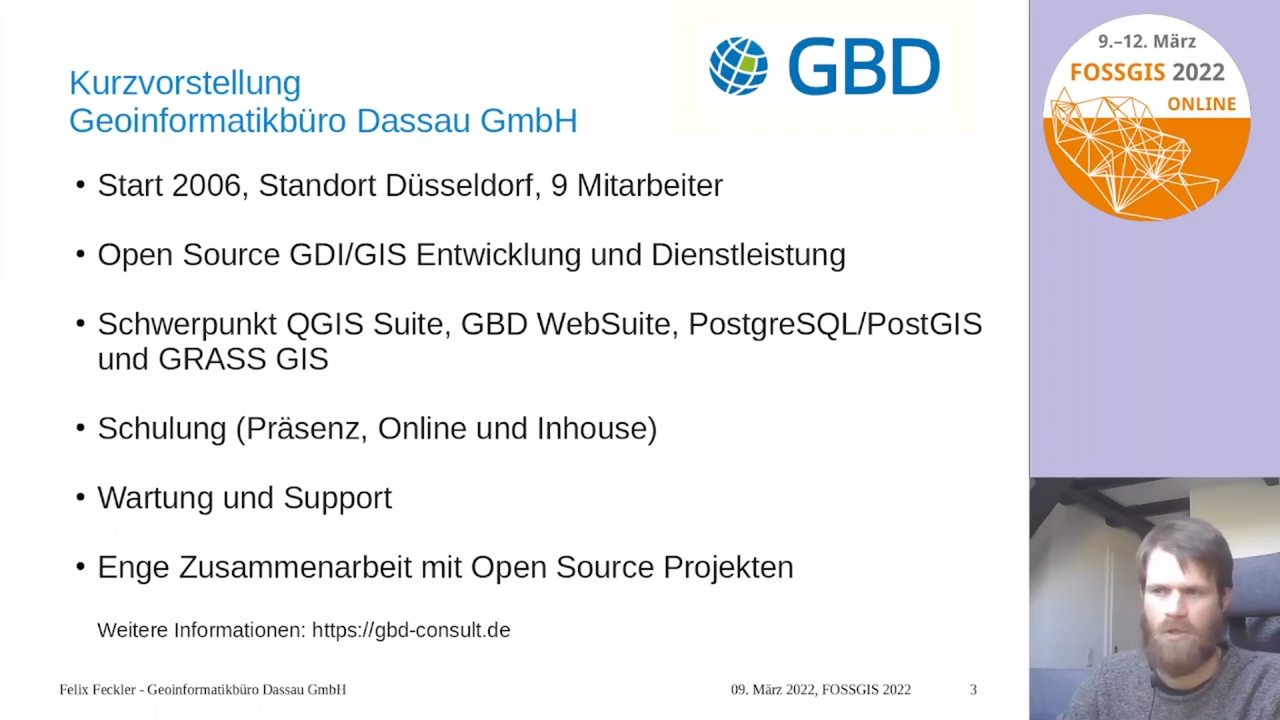 Kurzvorstellung
Geoinformatikbüro Dassau GmbH
GBD
• Start 2006, Standort Düsseldorf, 9 Mitarbeiter
• Open Source GDI/GIS Entwicklung und Dienstleistung
• Schwerpunkt QGIS Suite, GBD WebSuite, PostgreSQL/PostGIS
und GRASS GIS
• Schulung (Präsenz, Online und Inhouse)
• Wartung und Support
• Enge Zusammenarbeit mit Open Source Projekten
Weitere Informationen: https://gbd-consult.de
Felix Feckler - Geoinformatikbüro Dassau GmbH
09. März 2022, FOSSGIS 2022
3
9.–12. März
FOSSGIS 2022
ONLINE